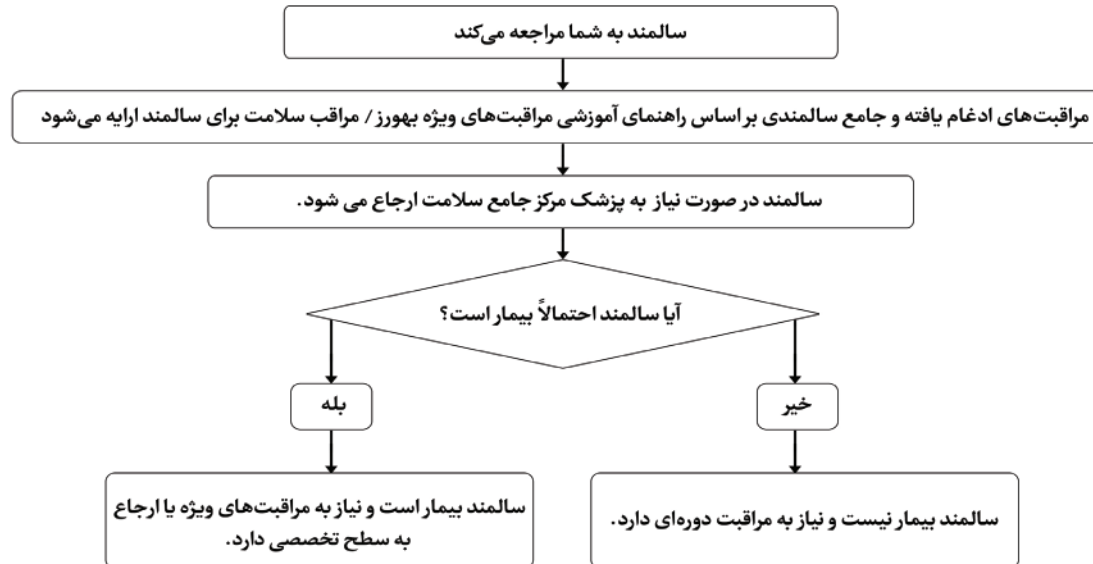 سالمند به شما مراجعه می‌کند
مراقبت‌های ادغام یافته و جامع سالمندی بر اساس راهنمای آموزشی مراقبت‌های ویژه بهورز / مراقب سلامت برای سالمند ارایه می‌شود
سالمند در صورت نیاز به پزشک مرکز جامع سلامت ارجاع می شود.
آیا سالمند احتمالاً بیمار است؟
خیر
بله
سالمند بیمار نیست و نیاز به مراقبت دوره‌ای دارد.
سالمند بیمار است و نیاز به مراقبت‌های ویژه یا ارجاع
به سطح تخصصی دارد.